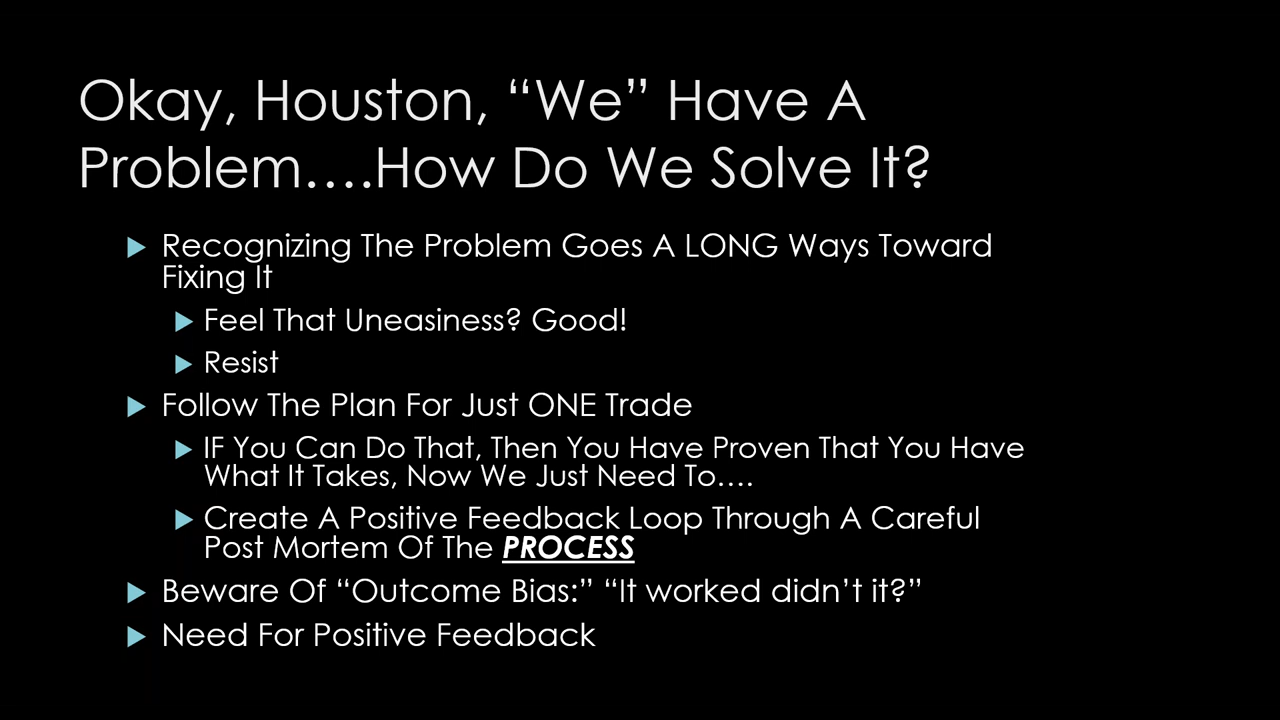 Okay, Houston, “We” Have A
Problem….How Do We Solve It?
Recognizing The Problem Goes A LONG Ways Toward
Fixing It
Feel That Uneasiness? Good!
Resist
Follow The Plan For Just ONE Trade
IF You Can Do That, Then You Have Proven That You Have
What It Takes, Now We Just Need To….
Create A Positive Feedback Loop Through A Careful
Post Mortem Of The PROCESS
Beware Of “Outcome Bias:” “It worked didn’t it?”
Need For Positive Feedback